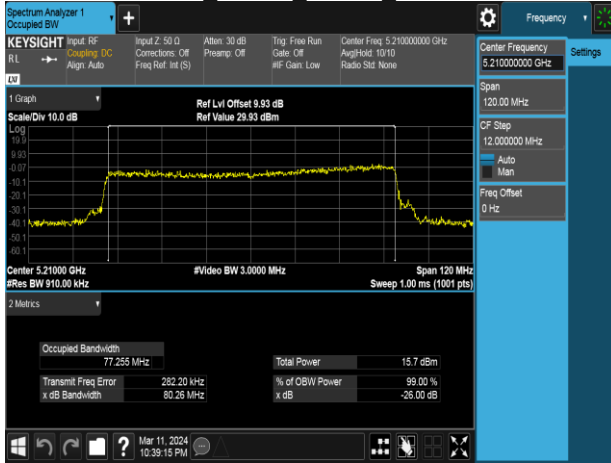 Spectrum Analyzer 1
Occupied BW
+
Frequency
KEYSIGHT
RL
Input: RF
Coupling: DC
Align: Auto
Input Z: 50 Ω
Corrections: Off
Freq Ref: Int (S)
Atten: 30 dB
Preamp: Off
Trig: Free Run
Gate: Off
#IF Gain: Low
Center Freq: 5.210000000 GHz
Avg|Hold: 10/10
Radio Std: None
LXI
1 Graph
Scale/Div 10.0 dB
Ref Lvl Offset 9.93 dB
Ref Value 29.93 dBm
Log
19.9
9.93
-0.07
-10.1
-20.1
-30.1
-40.1
-50.1
-60.1
Center 5.21000 GHz
#Res BW 910.00 kHz
#Video BW 3.0000 MHz
Span 120 MHz
Sweep 1.00 ms (1001 pts)
2 Metrics
Occupied Bandwidth
77.255 MHz
Total Power 15.7 dBm
Transmit Freq Error 282.20 kHz
% of OBW Power 99.00 %
x dB Bandwidth 80.26 MHz
x dB -26.00 dB
?
Mar 11, 2024
10:39:15 PM
Center Frequency
5.210000000 GHz
Settings
Span
120.00 MHz
CF Step
12.000000 MHz
Auto
Man
Freq Offset
0 Hz